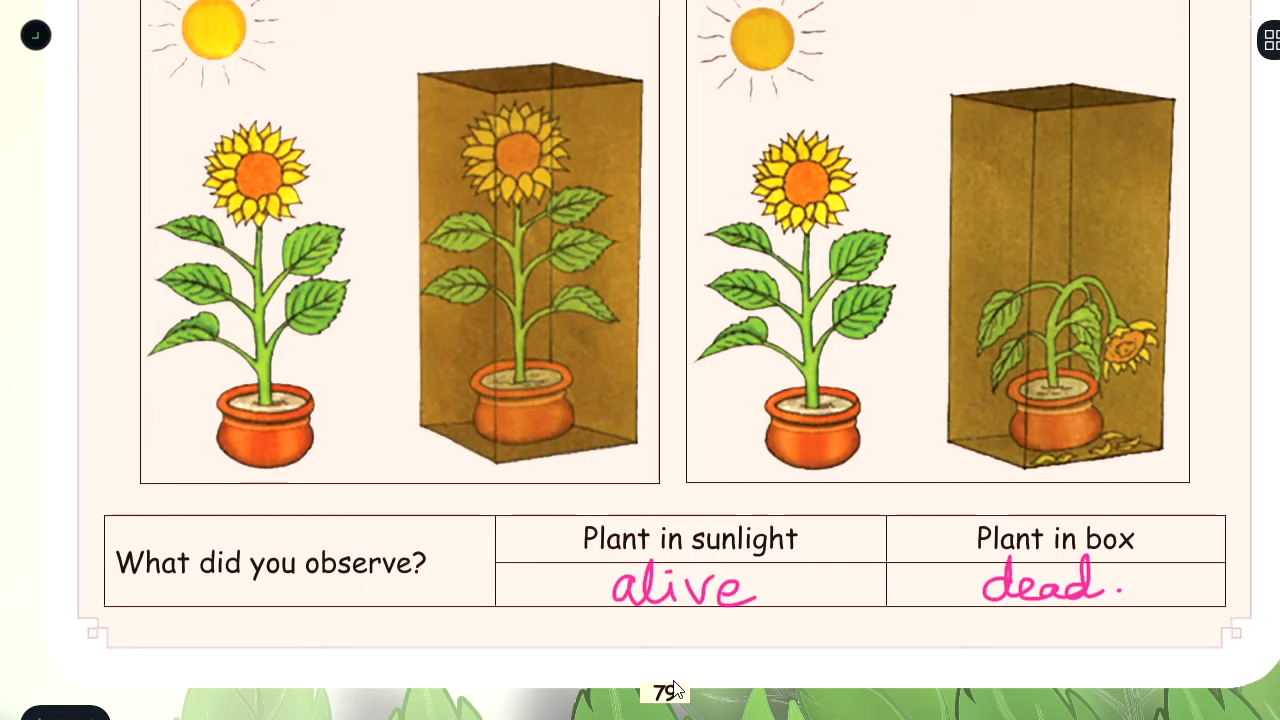 What did you observe?
Plant in sunlight
Plant in box
alive
dead.
79